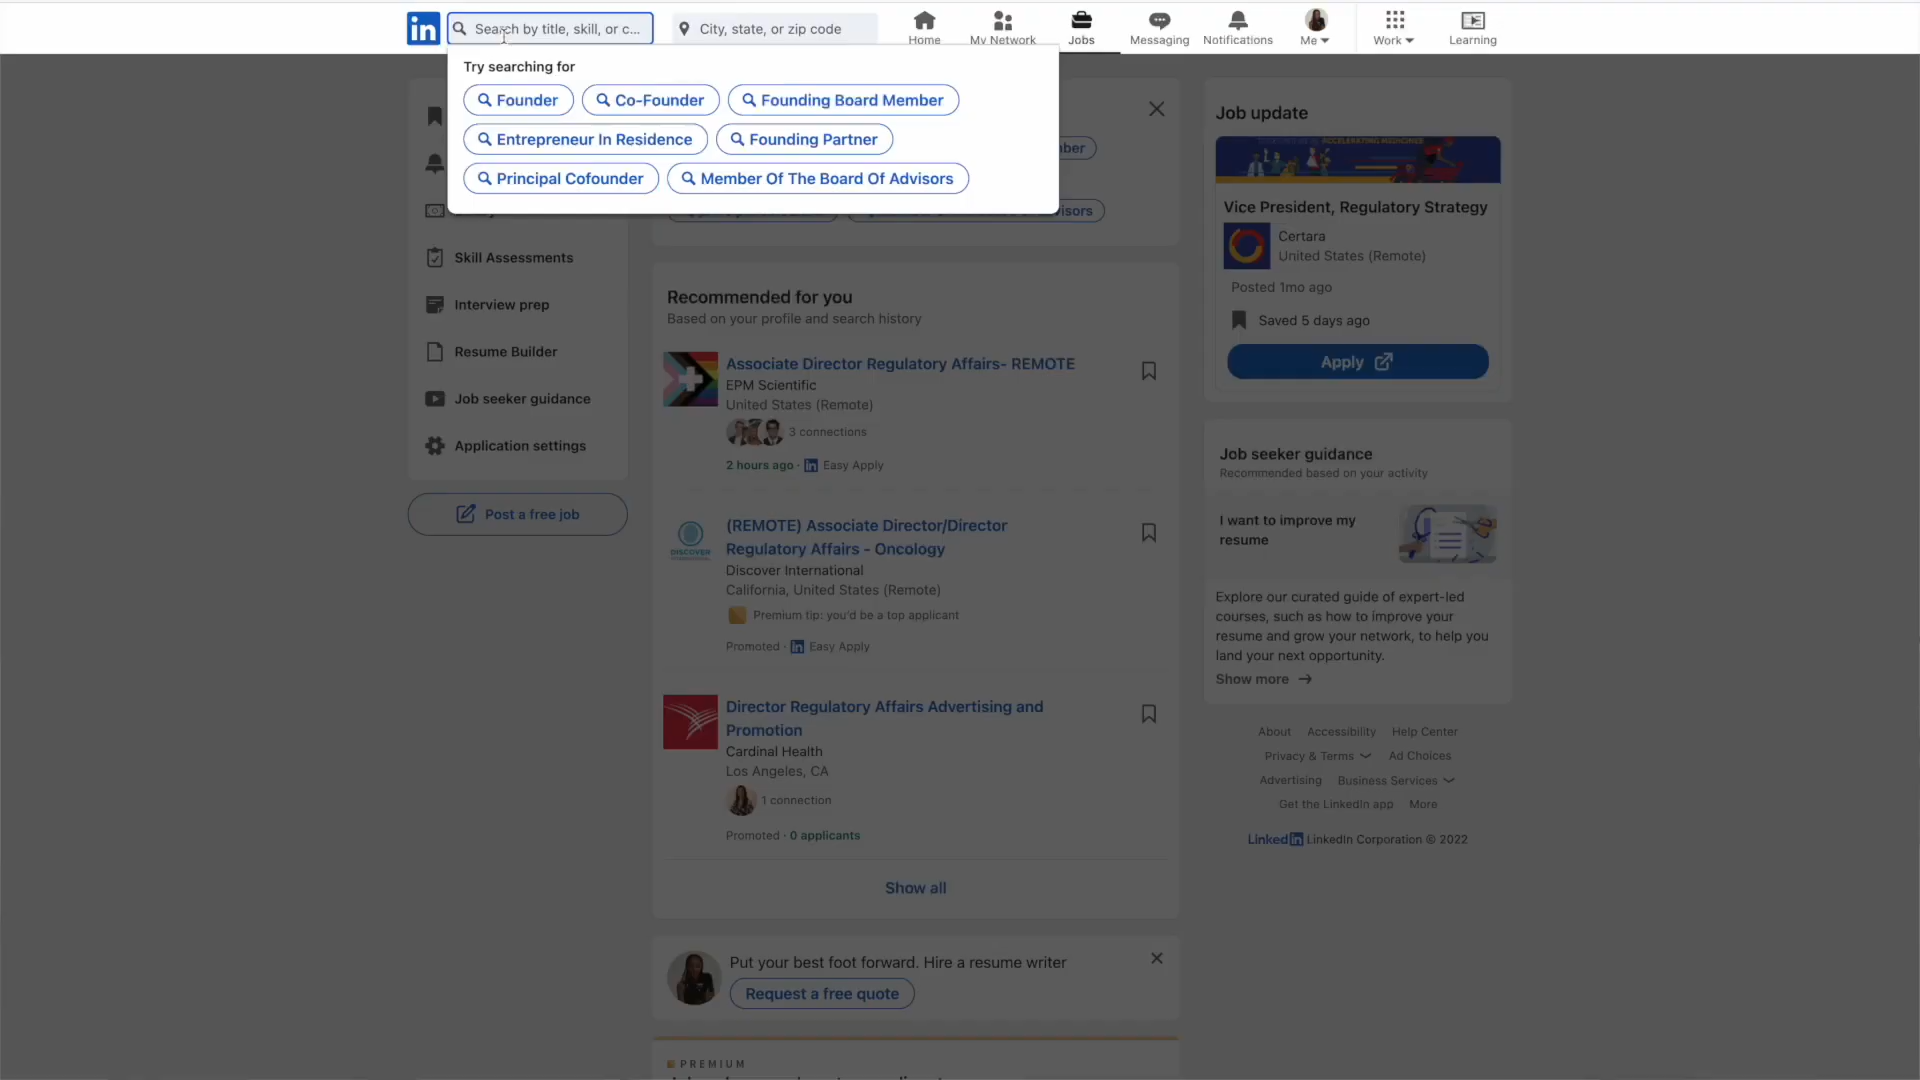 in
Search by title, skill, or c...
City, state, or zip code
Home
My Network
Jobs
Messaging
Notifications
Me
Work
Learning
Try searching for
Founder
Co-Founder
Founding Board Member
Entrepreneur In Residence
Founding Partner
Principal Cofounder
Member Of The Board Of Advisors
Skill Assessments
Interview prep
Resume Builder
Job seeker guidance
Application settings
Post a free job
Recommended for you
Based on your profile and search history
Associate Director Regulatory Affairs- REMOTE
EPM Scientific
United States (Remote)
3 connections
2 hours ago · in Easy Apply
DISCOVER
(REMOTE) Associate Director/Director
Regulatory Affairs - Oncology
Discover International
California, United States (Remote)
Premium tip: you'd be a top applicant
Promoted · in Easy Apply
Director Regulatory Affairs Advertising and
Promotion
Cardinal Health
Los Angeles, CA
1 connection
Promoted · 0 applicants
Show all
Put your best foot forward. Hire a resume writer
Request a free quote
PREMIUM
Job update
ACCELERATING MEDICINES
Vice President, Regulatory Strategy
Certara
United States (Remote)
Posted 1mo ago
Saved 5 days ago
Apply
Job seeker guidance
Recommended based on your activity
I want to improve my
resume
Explore our curated guide of expert-led
courses, such as how to improve your
resume and grow your network, to help you
land your next opportunity.
Show more
About Accessibility Help Center
Privacy & Terms Ad Choices
Advertising Business Services
Get the LinkedIn app More
LinkedIn LinkedIn Corporation © 2022